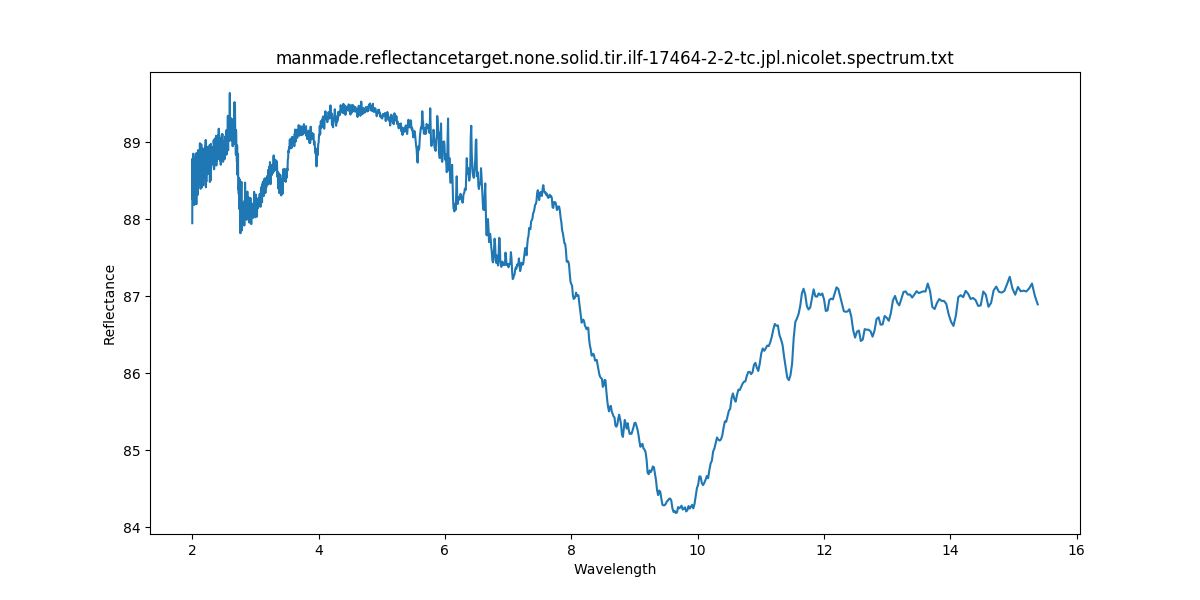 manmade.reflectancetarget.none.solid.tir.ilf-17464-2-2-tc.jpl.nicolet.spectrum.txt
89
88
87
86
85
84
Reflectance
2 4 6 8 10 12 14 16
Wavelength